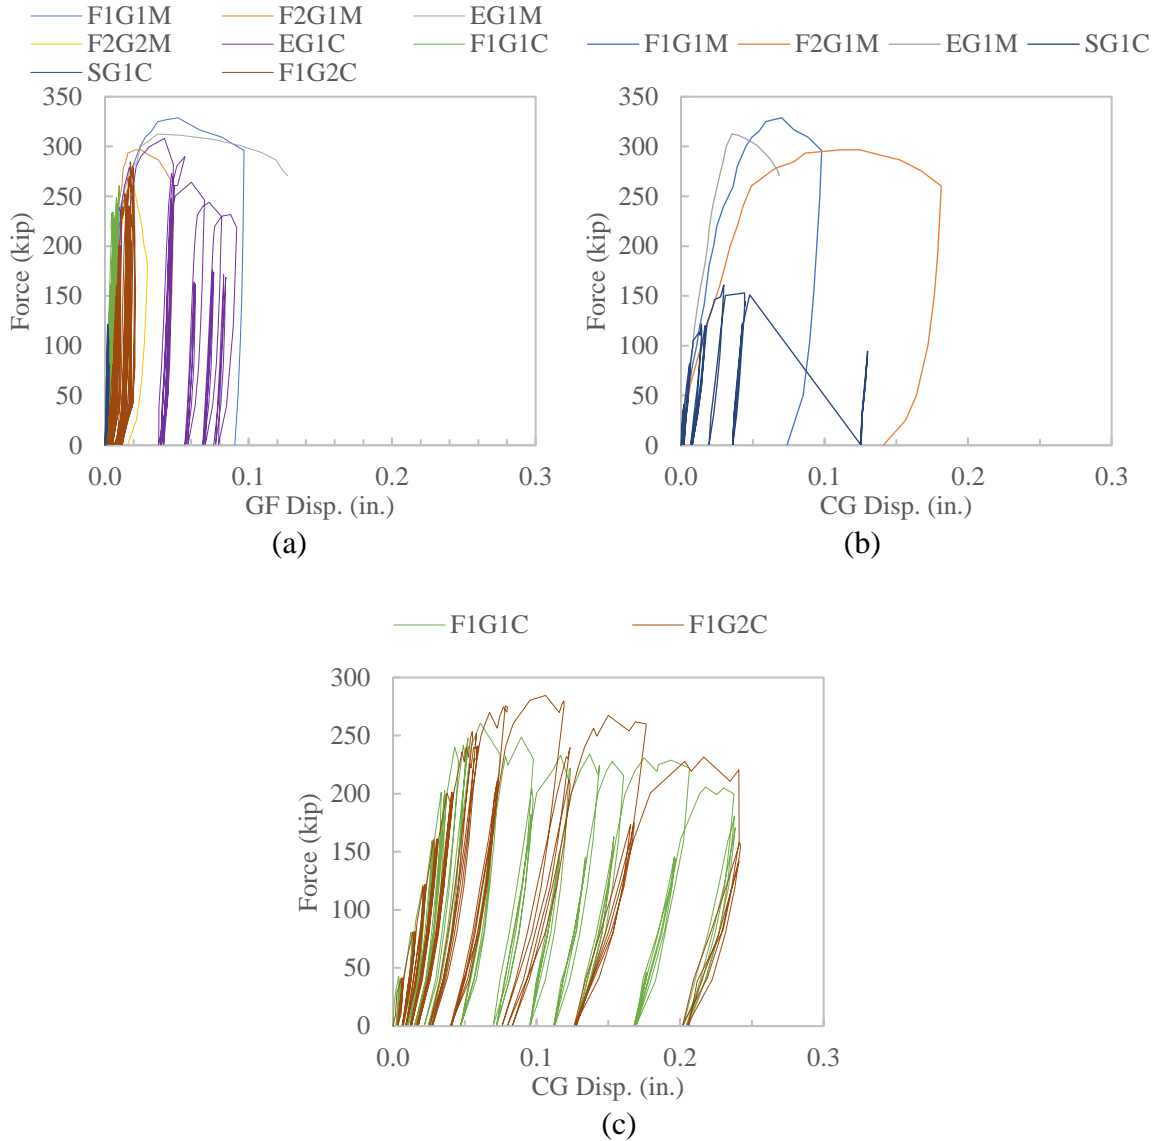 F1G1M F2G1M EG1M
F2G2M EG1C F1G1C
SG1C F1G2C
350
300
250
200
150
100
50
0
Force (kip)
0.0 0.1 0.2 0.3
GF Disp. (in.)
(a)
F1G1M F2G1M EG1M SG1C
350
300
250
200
150
100
50
0
Force (kip)
0.0 0.1 0.2 0.3
CG Disp. (in.)
(b)
F1G1C F1G2C
300
250
200
150
100
50
0
Force (kip)
0.0 0.1 0.2 0.3
CG Disp. (in.)
(c)